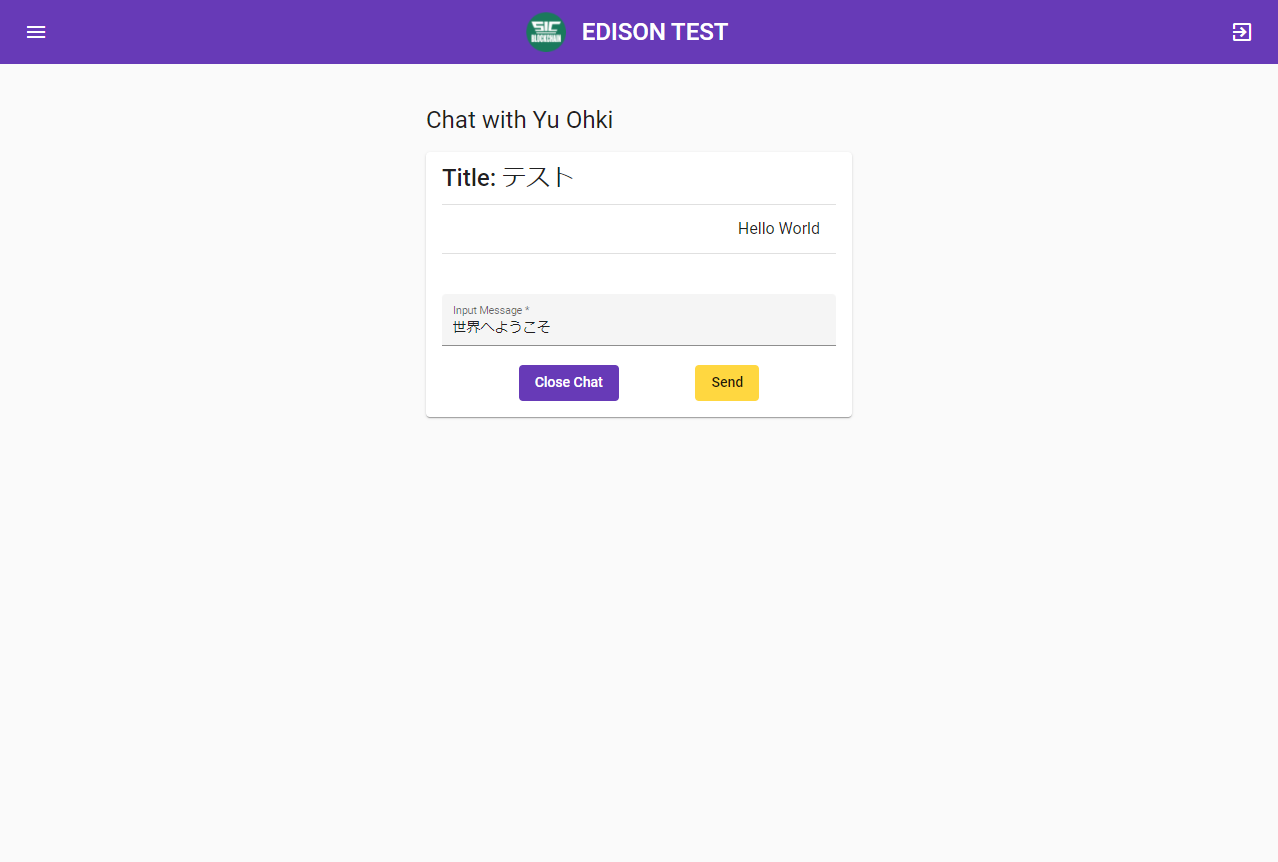 SIC
BLOCKCHAIN
EDISON TEST
Chat with Yu Ohki
Title: テスト
Hello World
Input Message *
世界へようこそ
Close Chat
Send